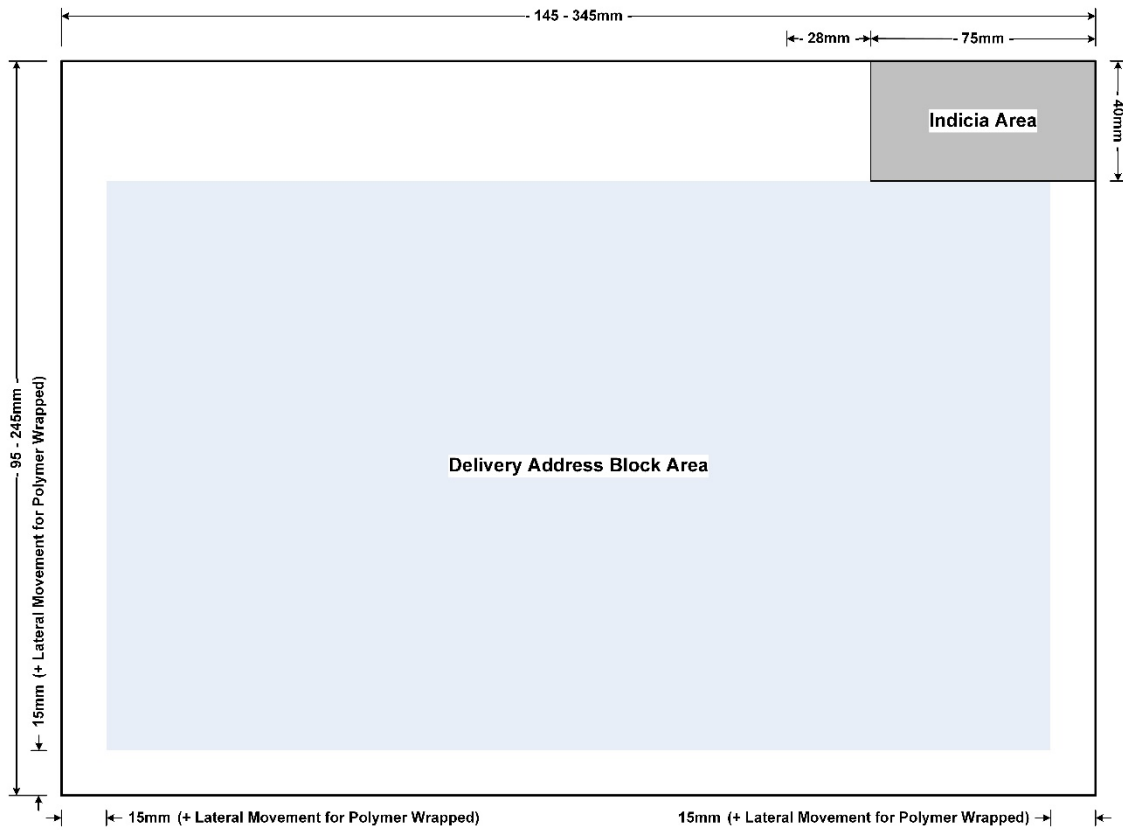 - 145 - 345mm -
- 28mm -
- 75mm -
Indicia Area
- 40mm -
- 95 - 245mm -
15mm (+ Lateral Movement for Polymer Wrapped)
Delivery Address Block Area
15mm (+ Lateral Movement for Polymer Wrapped)
15mm (+ Lateral Movement for Polymer Wrapped)